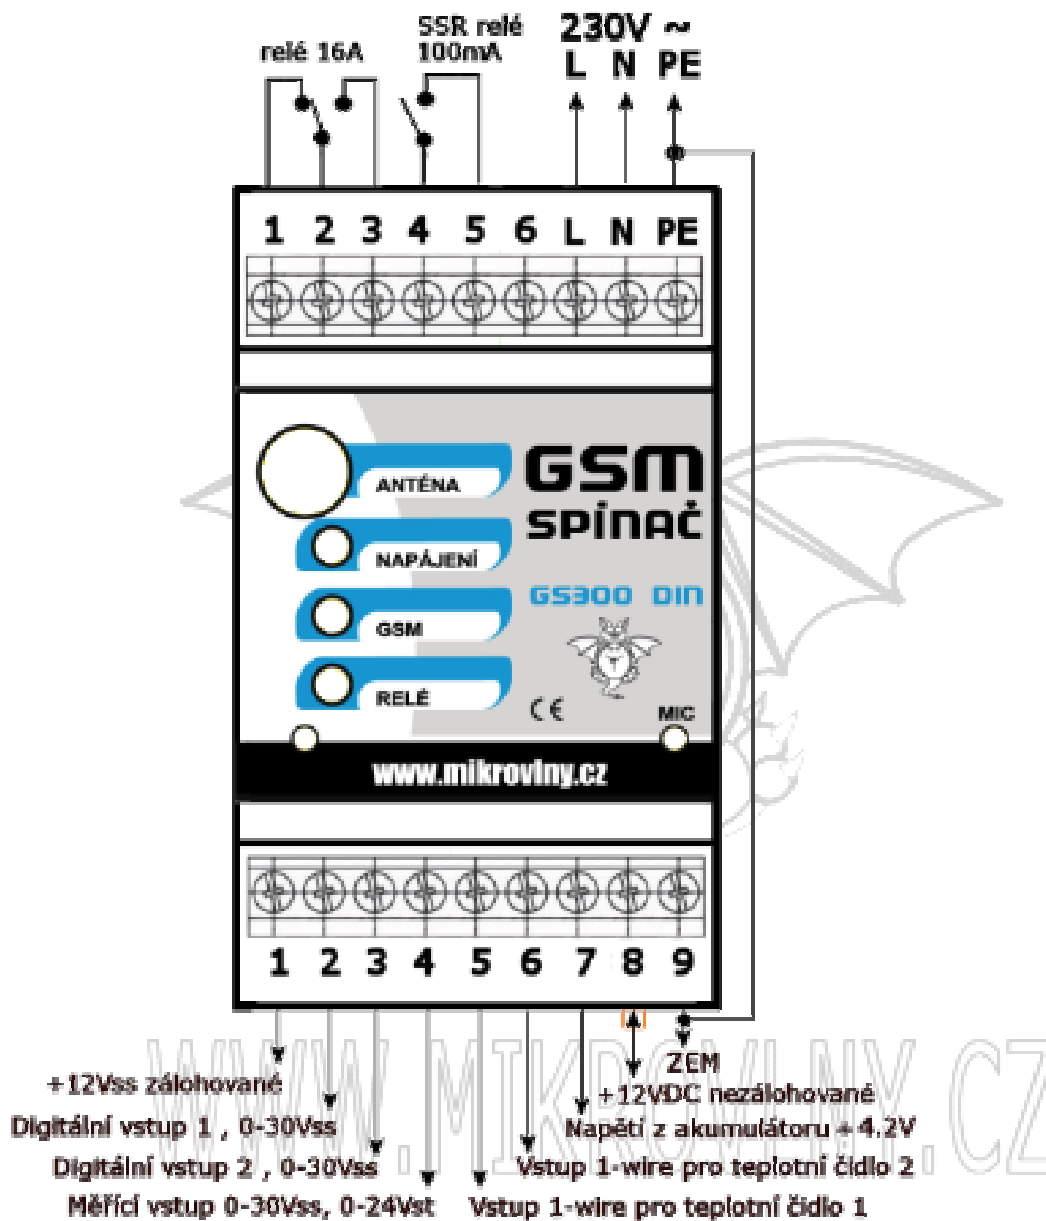 SSR relé
100mA
relé 16A
230V ~
L N PE
1 2 3 4 5 6 L N PE
ANTÉNA
GSM
SPÍNAČ
NAPÁJENÍ
GS300 DIN
GSM
RELÉ
CE
MIC
www.mikrovlny.cz
1 2 3 4 5 6 7 8 9
WWW.MIKROVLNY.CZ
ZEM
+12Vss zálohované
+12VDC nezálohované
Digitální vstup 1 , 0-30Vss
Napětí z akumulátoru + 4.2V
Digitální vstup 2 , 0-30Vss
Vstup 1-wire pro teplotní čidlo 2
Měřící vstup 0-30Vss, 0-24Vst
Vstup 1-wire pro teplotní čidlo 1